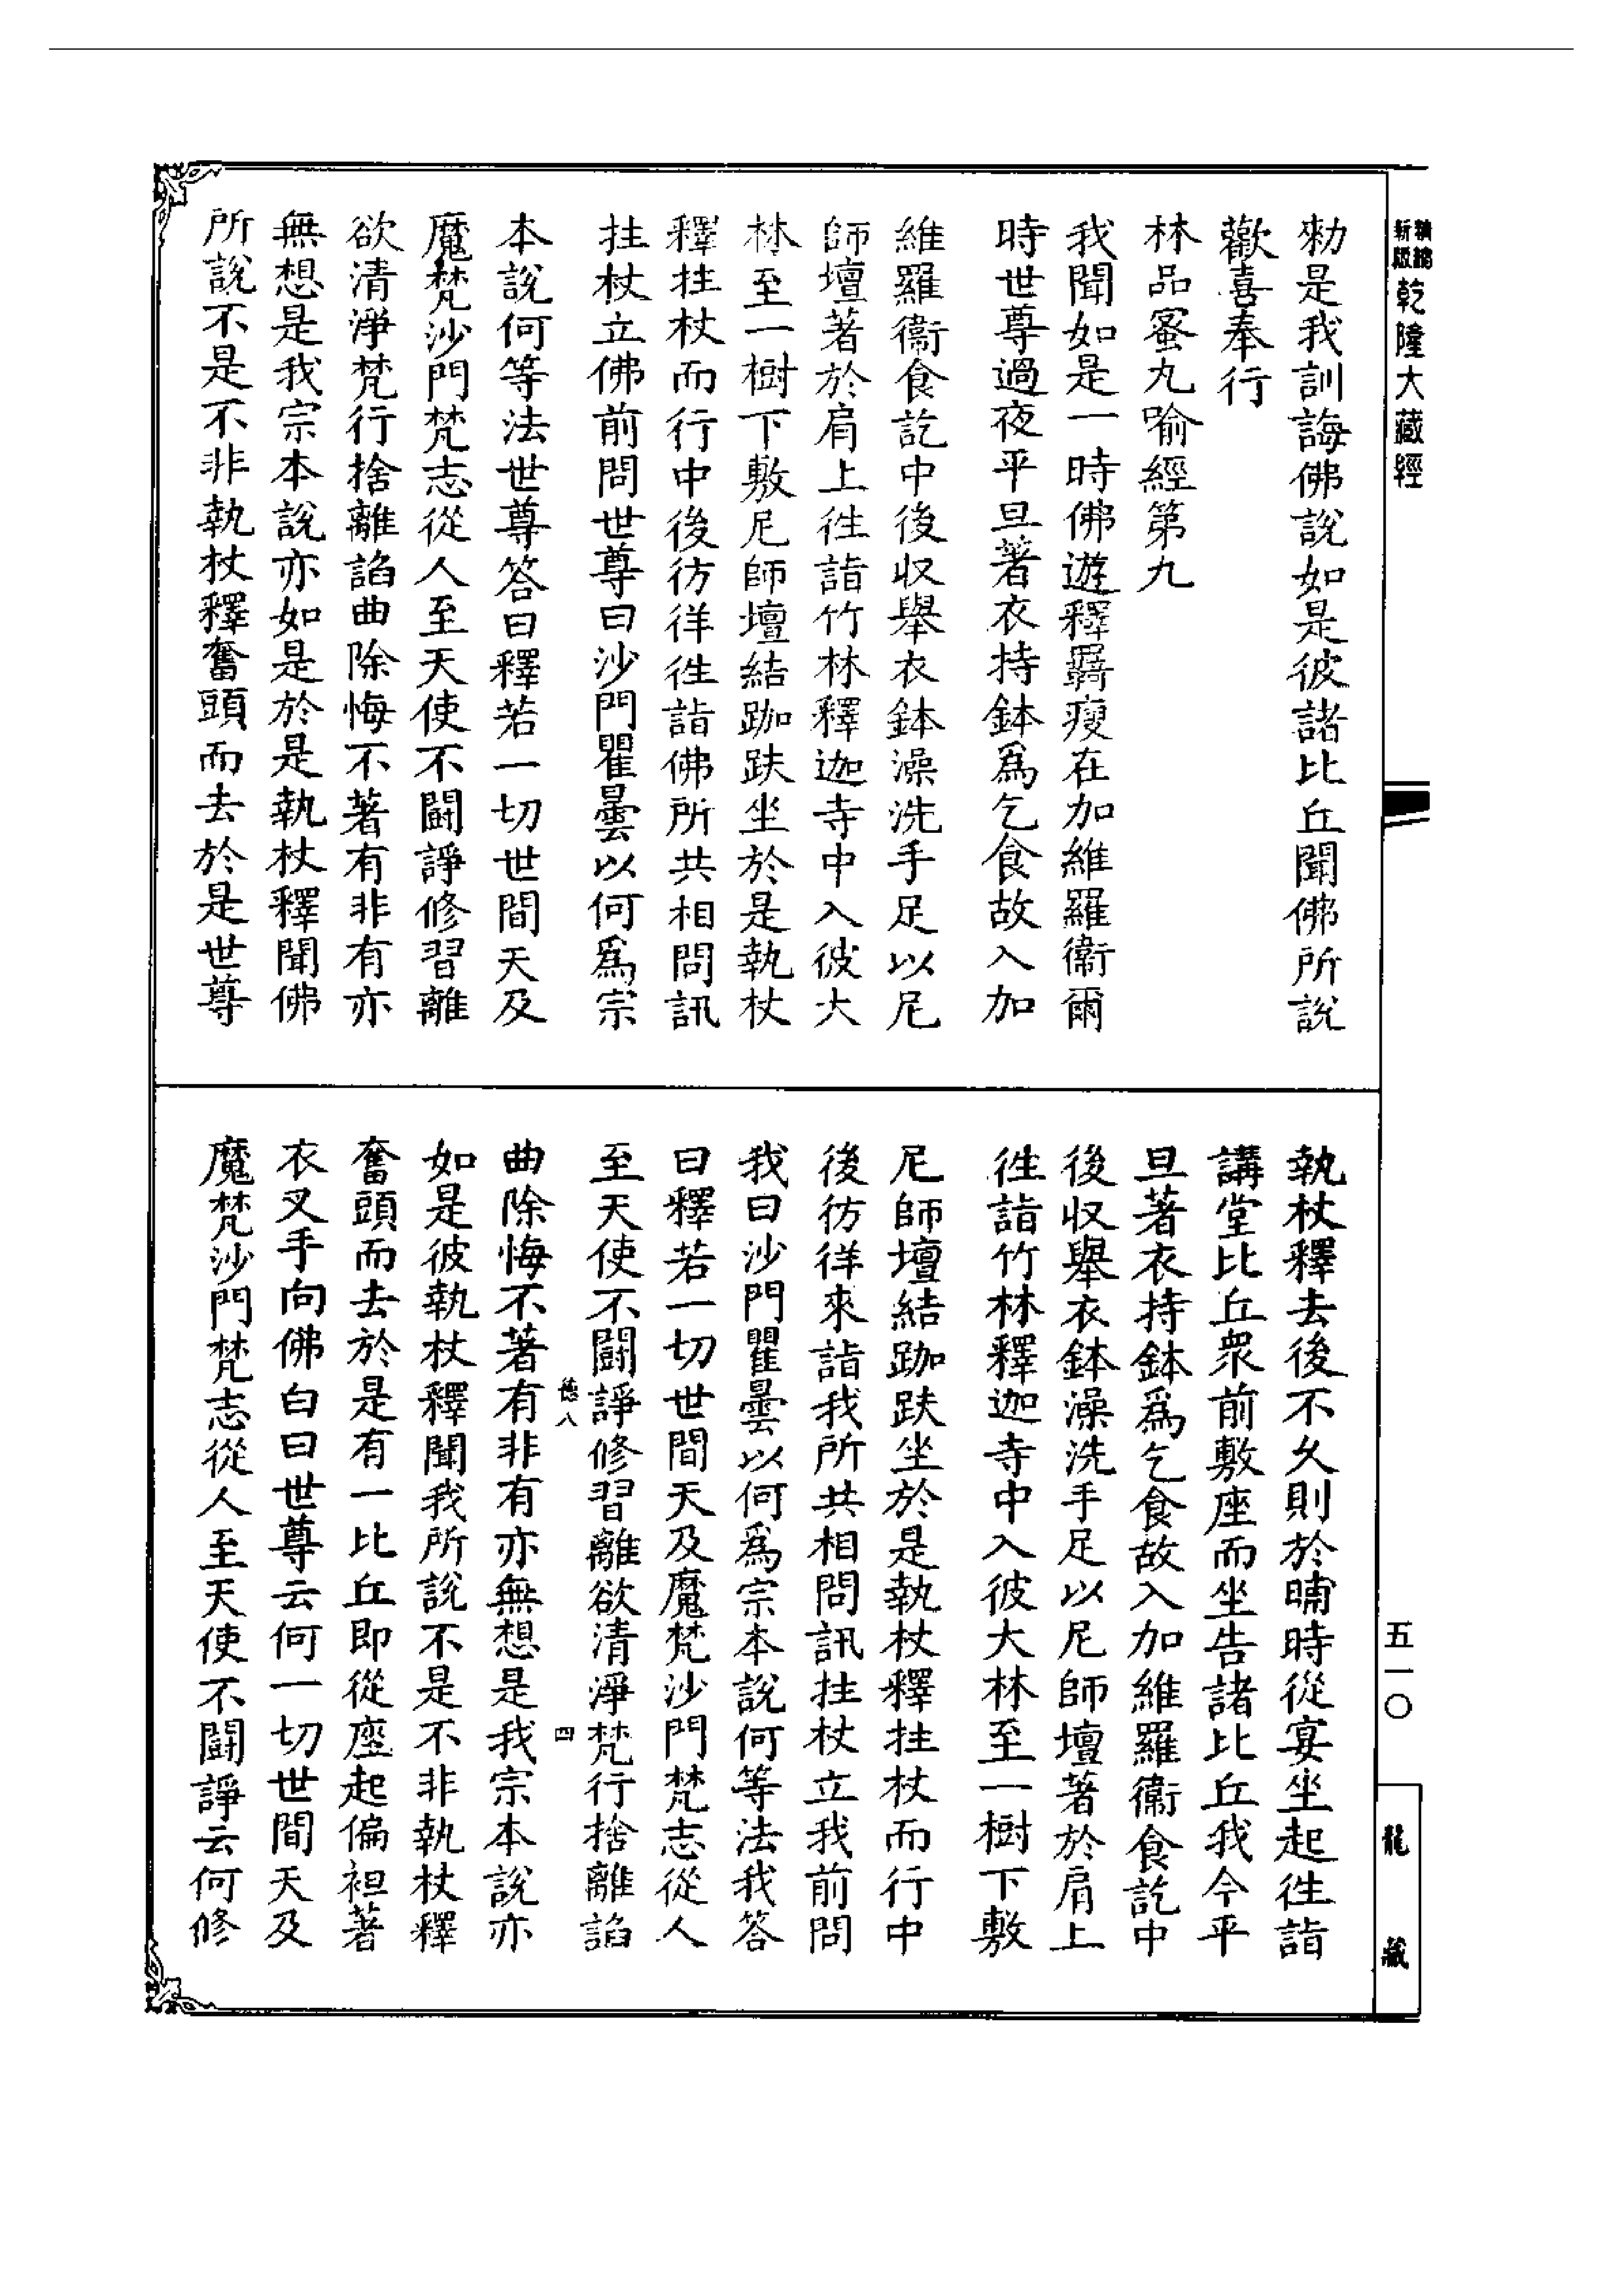 精編
新版
乾隆大藏經
勑是我訓誨佛說如是彼諸比丘聞佛所說
歡喜奉行
林品蜜丸喻經第九
我聞如是一時佛遊釋羇瘦在加維羅衞爾
時世尊過夜平旦著衣持鉢爲乞食故入加
維羅衞食訖中後収舉衣鉢澡洗手足以尼
師壇著於肩上徃詣竹林釋迦寺中入彼大
林至一樹下敷尼師壇結跏趺坐於是執杖
釋拄杖而行中後彷徉徃詣佛所共相問訊
拄杖立佛前問世尊曰沙門瞿曇以何爲宗
本說何等法世尊答曰釋若一切世間天及
魔梵沙門梵志從人至天使不鬪諍修習離
欲清淨梵行捨離諂曲除悔不著有非有亦
無想是我宗本說亦如是於是執杖釋聞佛
所說不是不非執杖釋奮頭而去於是世尊
執杖釋去後不久則於晡時從宴坐起徃詣
講堂比丘衆前敷座而坐告諸比丘我今平
旦著衣持鉢爲乞食故入加維羅衞食訖中
後収舉衣鉢澡洗手足以尼師壇著於肩上
徃詣竹林釋迦寺中入彼大林至一樹下敷
尼師壇結跏趺坐於是執杖釋拄杖而行中
後彷徉來詣我所共相問訊拄杖立我前問
我曰沙門瞿曇以何爲宗本說何等法我答
曰釋若一切世間天及魔梵沙門梵志從人
至天使不鬪諍修習離欲清淨梵行捨離諂
德八 四
曲除悔不著有非有亦無想是我宗本說亦
如是彼執杖釋聞我所說不是不非執杖釋
奮頭而去於是有一比丘即從座起偏袒著
衣叉手向佛白曰世尊云何一切世間天及
魔梵沙門梵志從人至天使不鬪諍云何修
五一〇
龍藏